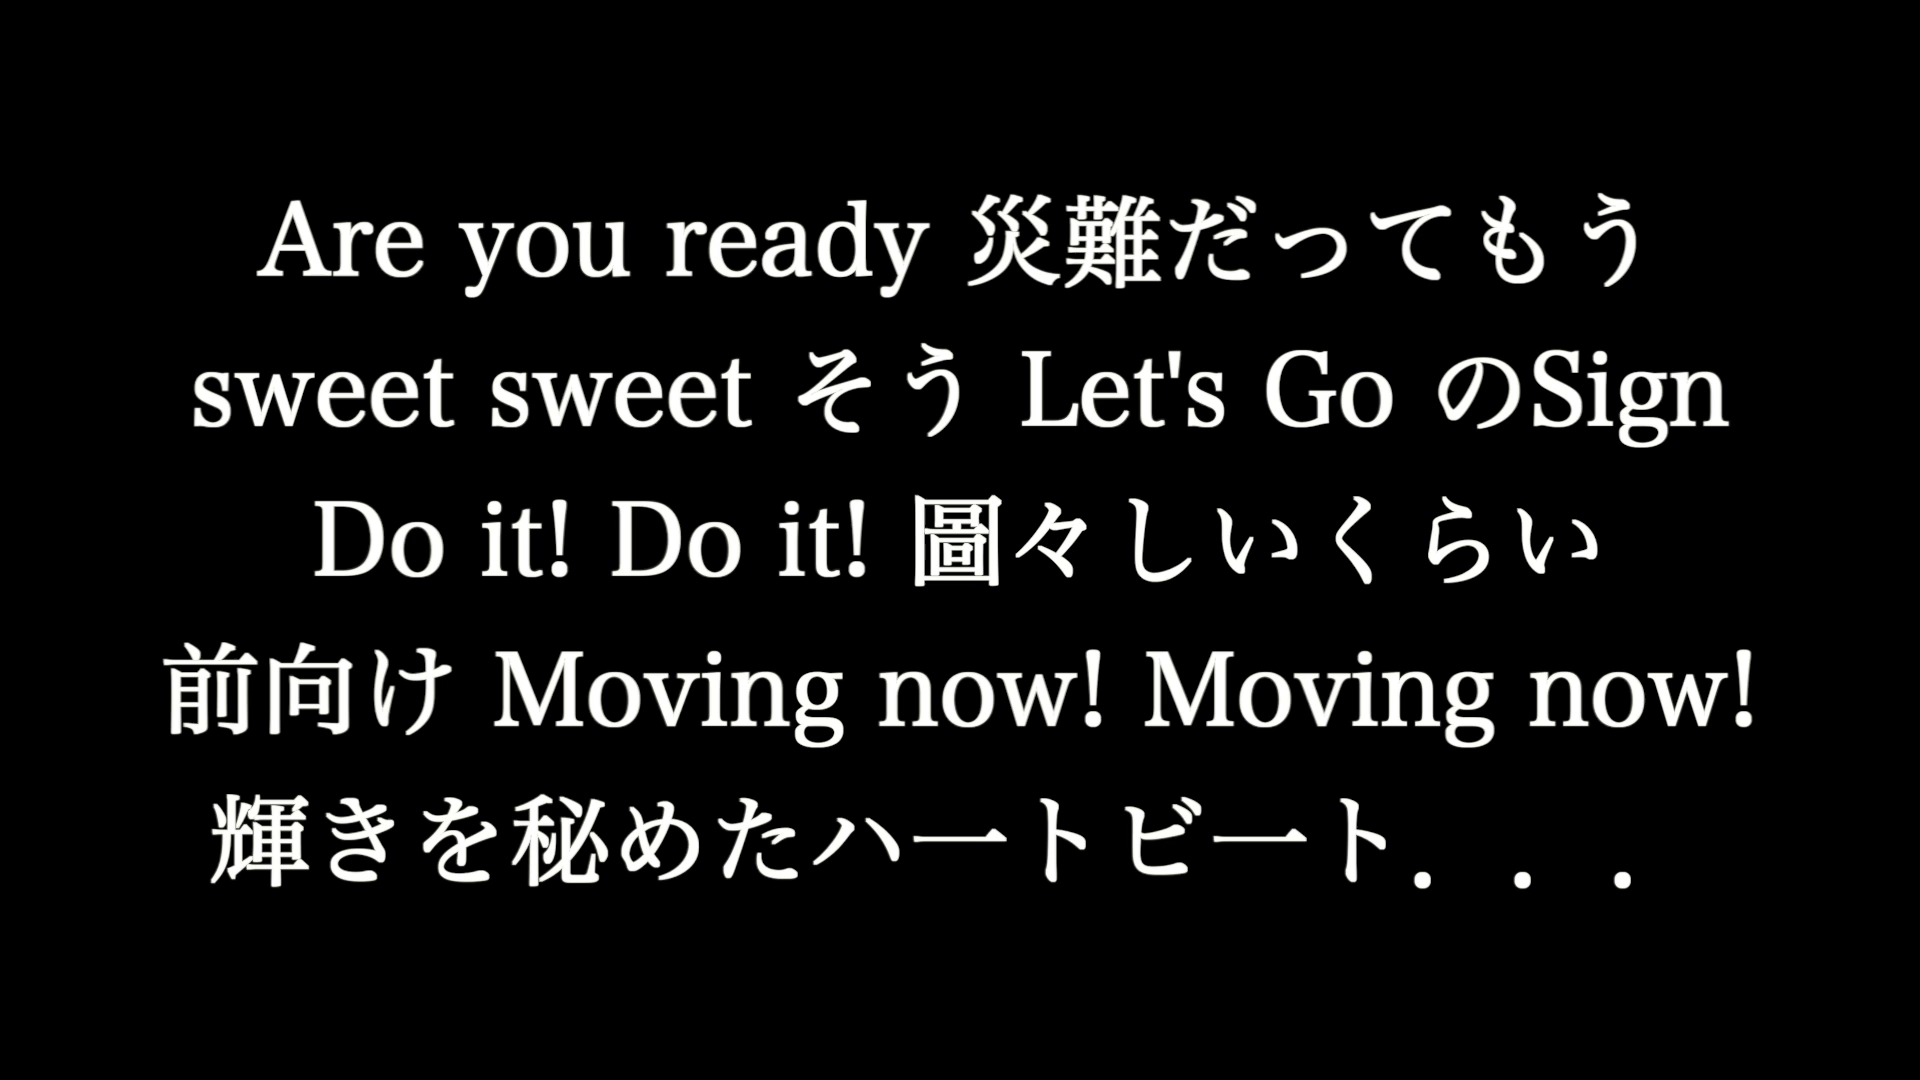 Are you ready 災難だってもう
sweet sweet そう Let's Go のSign
Do it! Do it! 圖々しいくらい
前向け Moving now! Moving now!
輝きを秘めたハートビート．．．